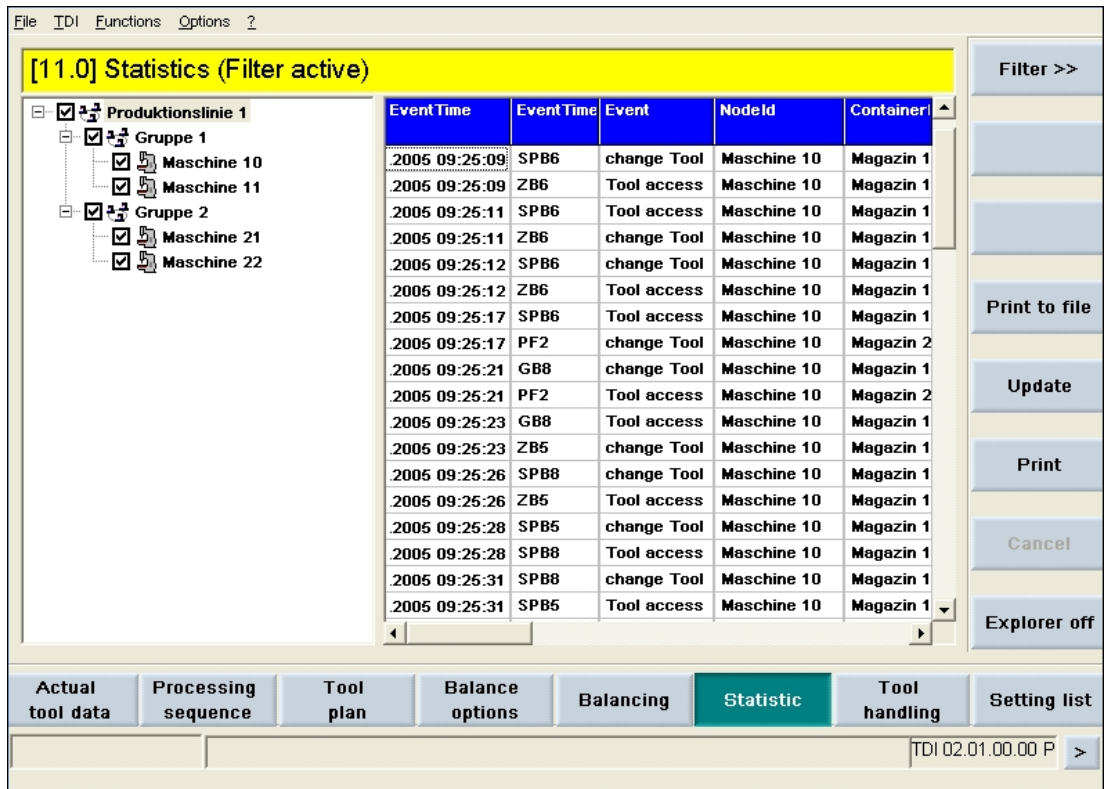 File TDI Functions Options ?
[11.0] Statistics (Filter active)
Produktionslinie 1
Gruppe 1
Maschine 10
Maschine 11
Gruppe 2
Maschine 21
Maschine 22
EventTime EventTime Event NodeId ContainerI
.2005 09:25:09 SPB6 change Tool Maschine 10 Magazin 1
.2005 09:25:09 ZB6 Tool access Maschine 10 Magazin 1
.2005 09:25:11 SPB6 Tool access Maschine 10 Magazin 1
.2005 09:25:11 ZB6 change Tool Maschine 10 Magazin 1
.2005 09:25:12 SPB6 change Tool Maschine 10 Magazin 1
.2005 09:25:12 ZB6 Tool access Maschine 10 Magazin 1
.2005 09:25:17 SPB6 Tool access Maschine 10 Magazin 1
.2005 09:25:17 PF2 change Tool Maschine 10 Magazin 2
.2005 09:25:21 GB8 change Tool Maschine 10 Magazin 1
.2005 09:25:21 PF2 Tool access Maschine 10 Magazin 2
.2005 09:25:23 GB8 Tool access Maschine 10 Magazin 1
.2005 09:25:23 ZB5 change Tool Maschine 10 Magazin 1
.2005 09:25:26 SPB8 change Tool Maschine 10 Magazin 1
.2005 09:25:26 ZB5 Tool access Maschine 10 Magazin 1
.2005 09:25:28 SPB5 change Tool Maschine 10 Magazin 1
.2005 09:25:28 SPB8 Tool access Maschine 10 Magazin 1
.2005 09:25:31 SPB8 change Tool Maschine 10 Magazin 1
.2005 09:25:31 SPB5 Tool access Maschine 10 Magazin 1
Filter >>
Print to file
Update
Print
Cancel
Explorer off
Actual
tool data
Processing
sequence
Tool
plan
Balance
options
Balancing
Statistic
Tool
handling
Setting list
TDI 02.01.00.00 P >